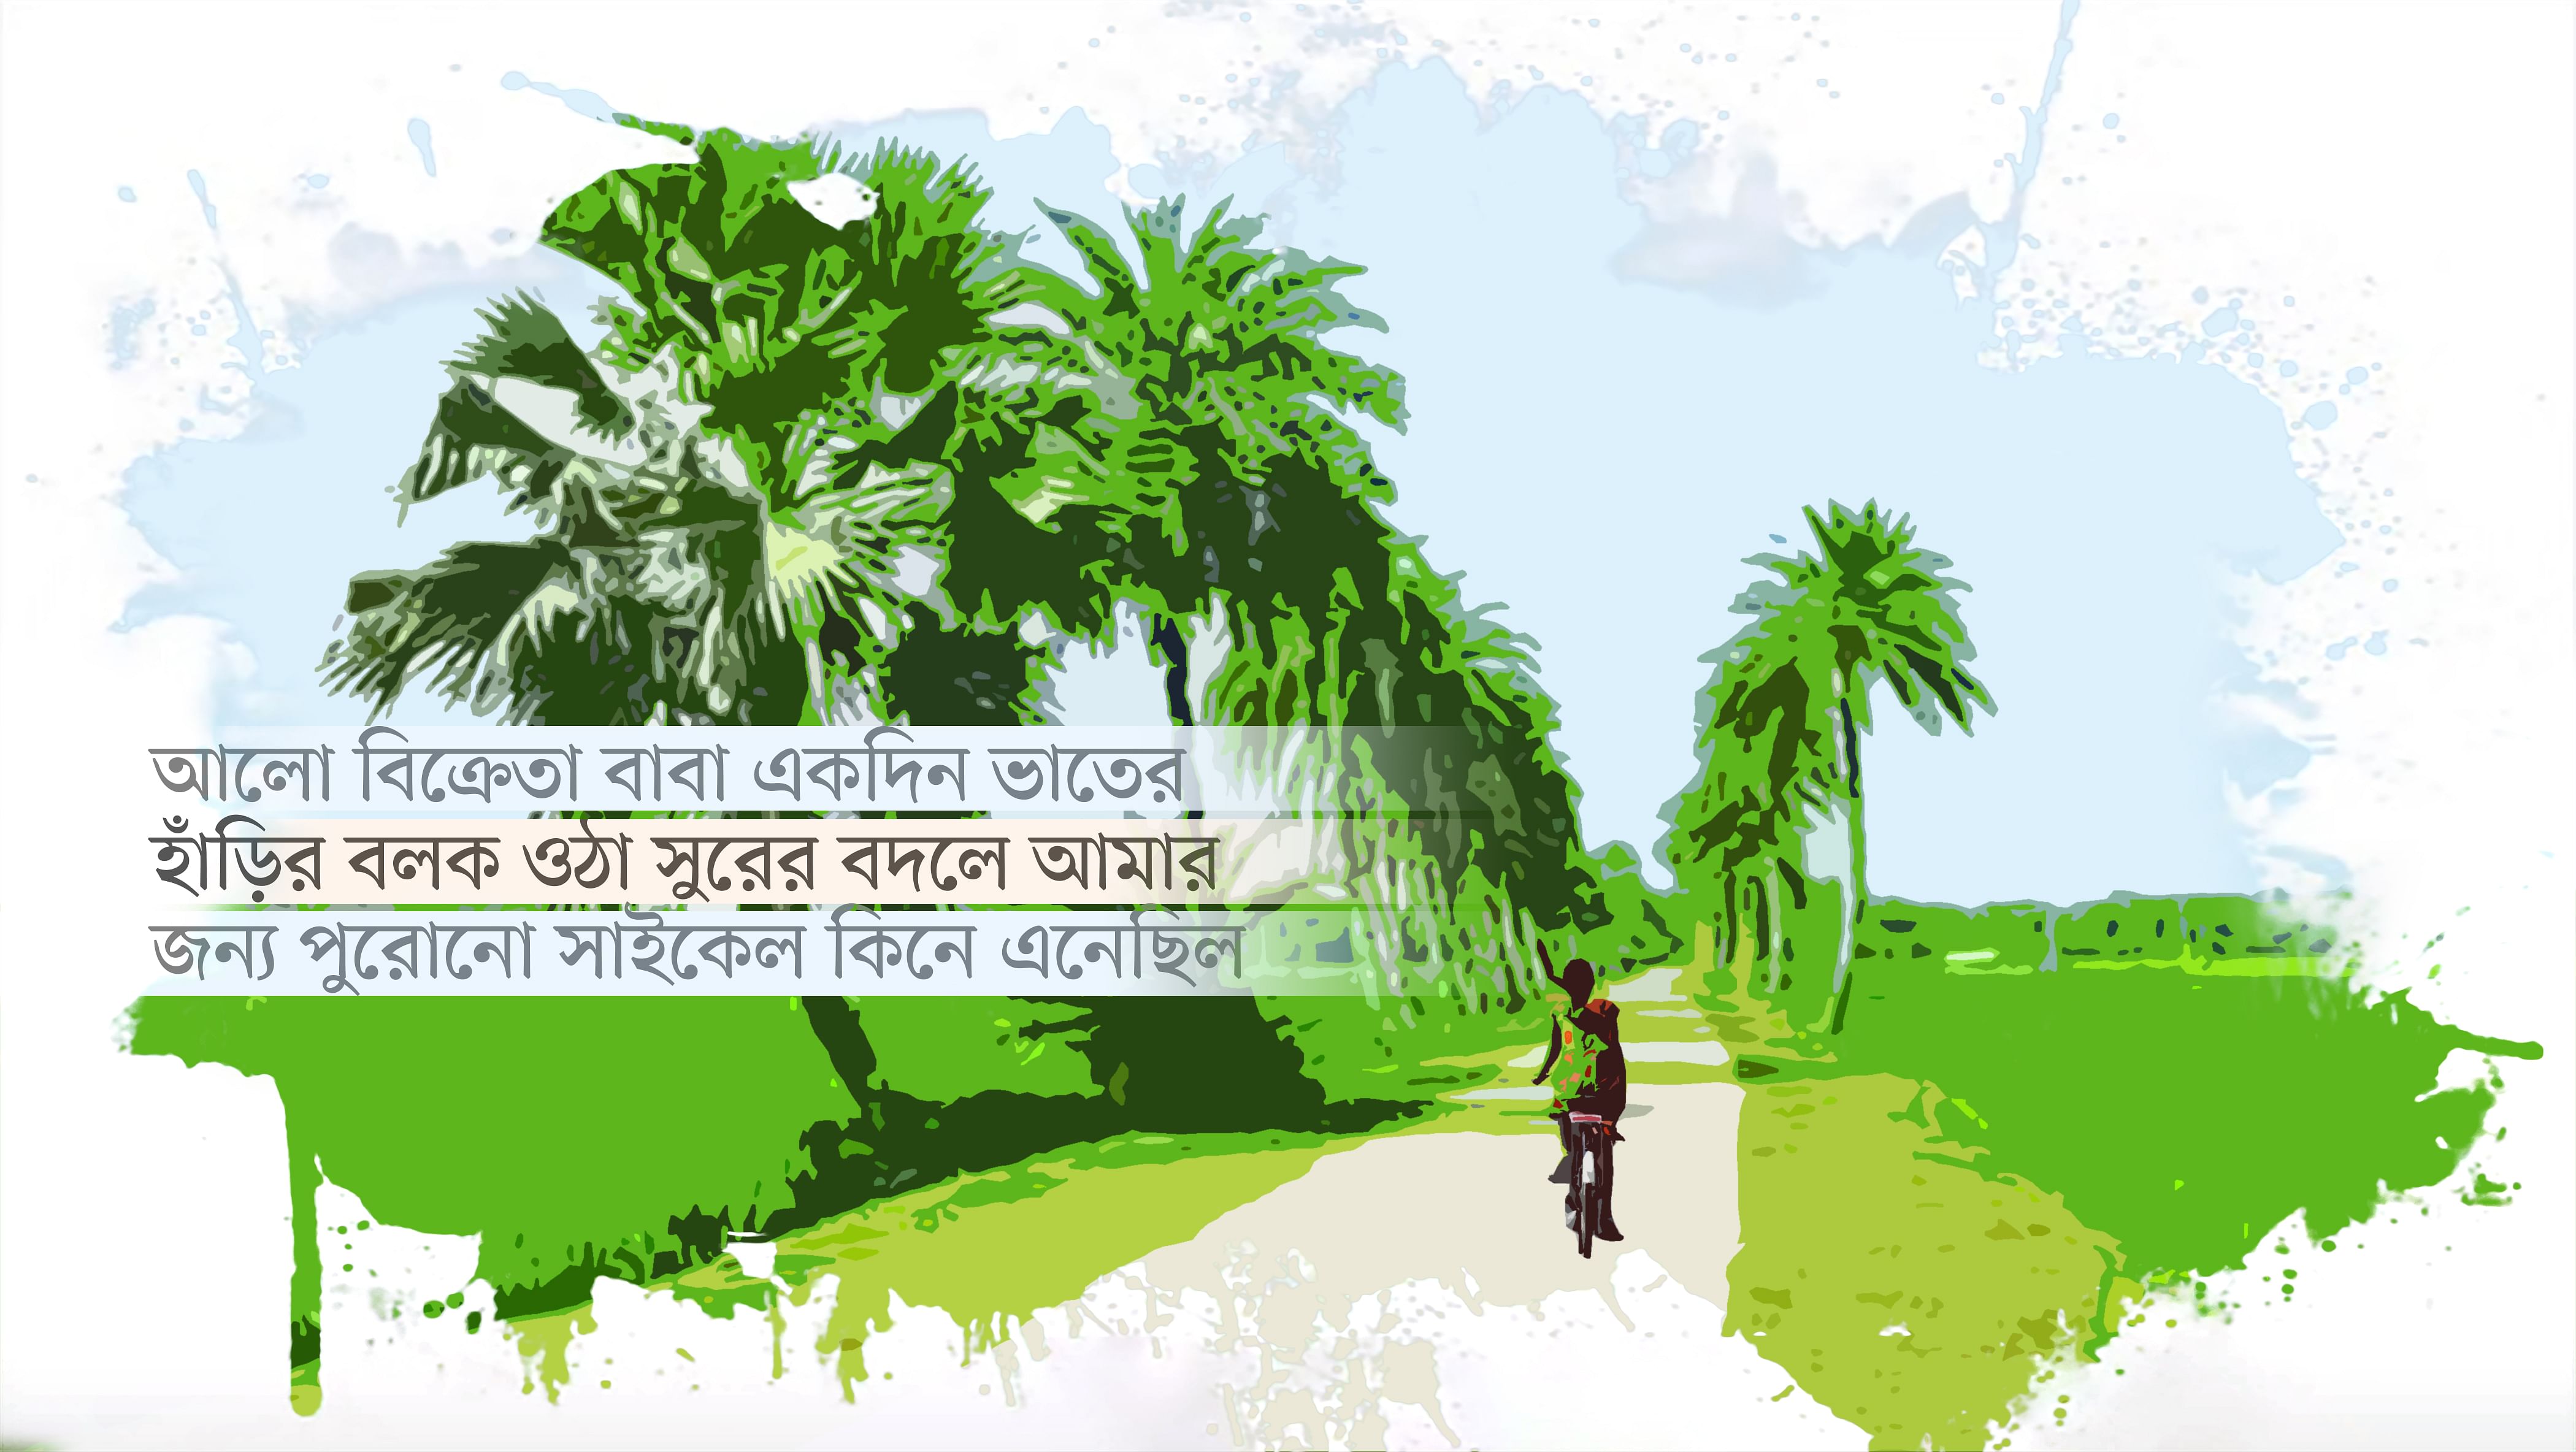 আলো বিক্রেতা বাবা একদিন ভাতের
হাঁড়ির বলক ওঠা সুরের বদলে আমার
জন্য পুরোনো সাইকেল কিনে এনেছিল